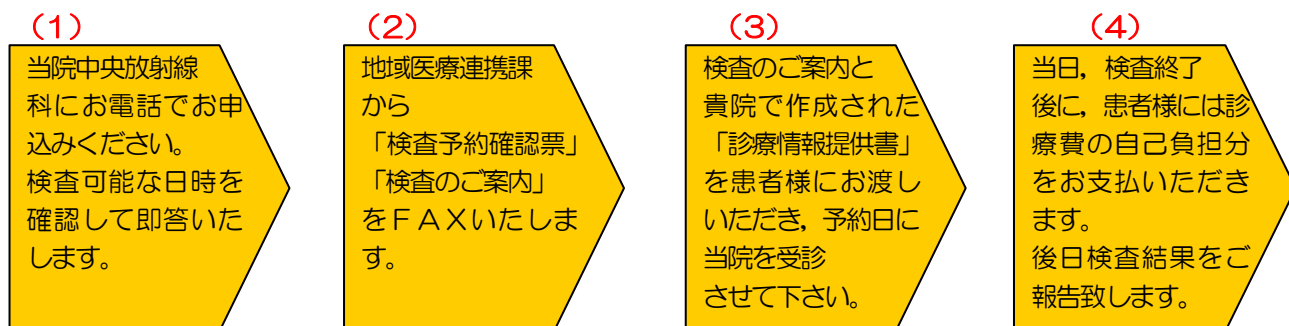 (1)
当院中央放射線
科にお電話でお申
込みください。
検査可能な日時を
確認して即答いた
します。
(2)
地域医療連携課
から
「検査予約確認票」
「検査のご案内」
をＦＡＸいたしま
す。
(3)
検査のご案内と
貴院で作成された
「診療情報提供書」
を患者様にお渡し
いただき，予約日に
当院を受診
させて下さい。
(4)
当日，検査終了
後に，患者様には診
療費の自己負担分
をお支払いただき
ます。
後日検査結果をご
報告致します。